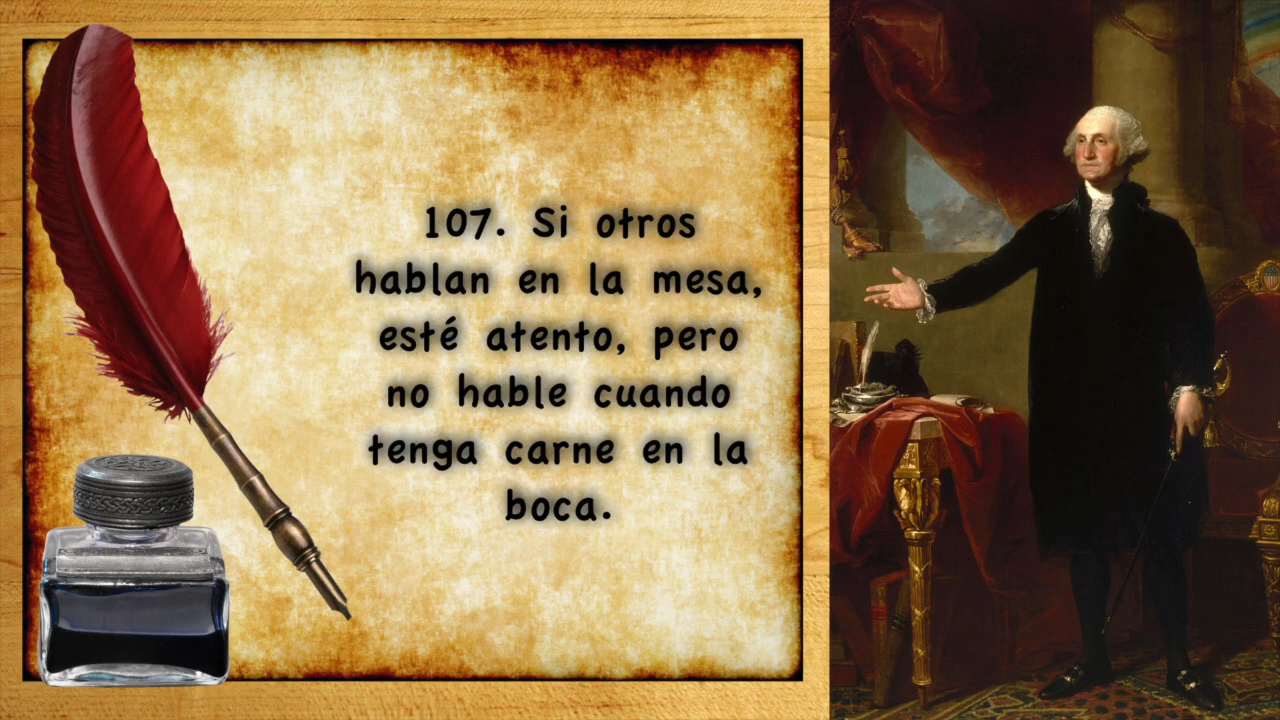 107. Si otros
hablan en la mesa,
esté atento, pero
no hable cuando
tenga carne en la
boca.